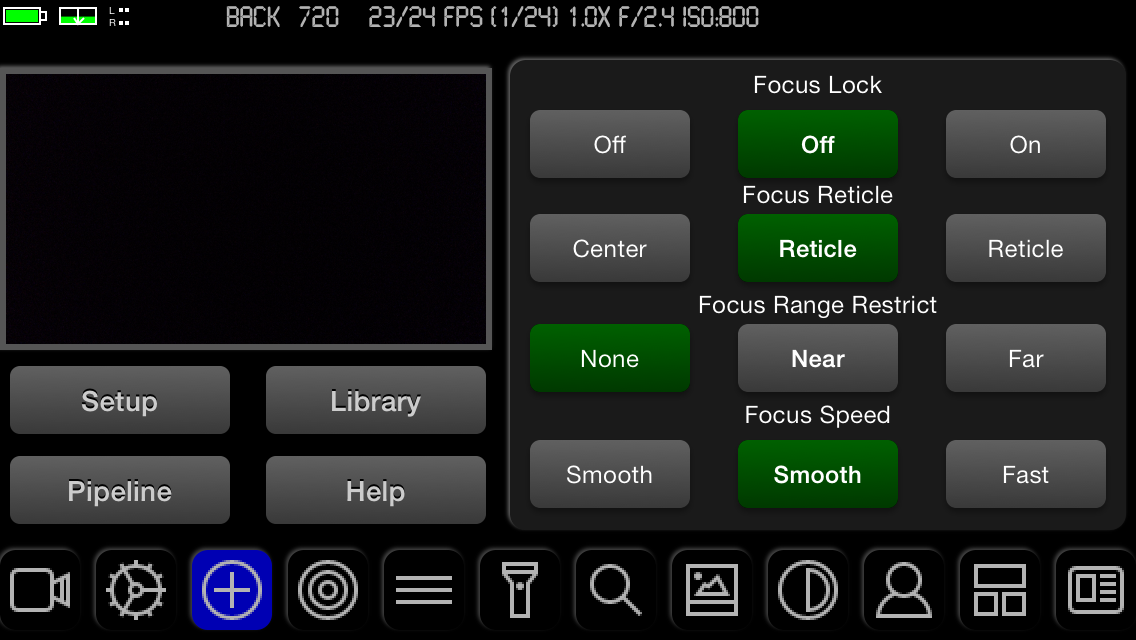 L
R
BACK 720 23/24 FPS (1/24) 1.0X F/2.4 ISO:800
Focus Lock
Off Off On
Focus Reticle
Center Reticle Reticle
Focus Range Restrict
None Near Far
Focus Speed
Smooth Smooth Fast
Setup Library
Pipeline Help